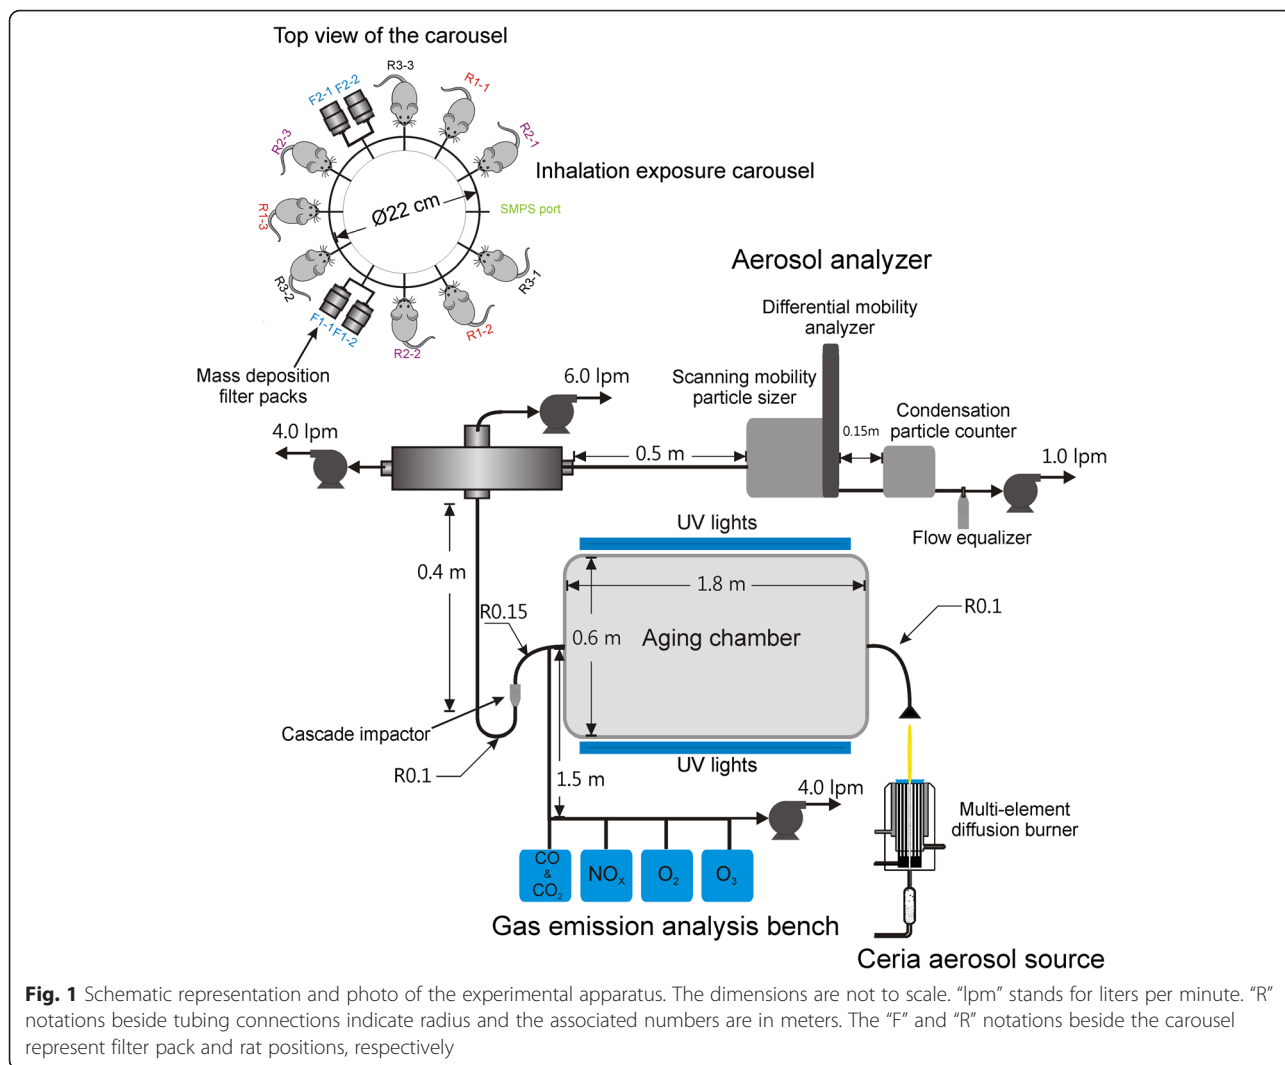 Top view of the carousel
R3-3
F2-1
F2-2
R1-1
R2-1
R2-3
Inhalation exposure carousel
Ø22 cm
SMPS port
R1-3
R3-1
R3-2
F1-1
F1-2
R1-2
R2-2
Mass deposition
filter packs
Aerosol analyzer
Differential mobility
analyzer
Scanning mobility
particle sizer
Condensation
particle counter
6.0 lpm
4.0 lpm
0.5 m
0.15m
1.0 lpm
Flow equalizer
UV lights
0.4 m
1.8 m
R0.15
0.6 m
Aging chamber
R0.1
Cascade impactor
R0.1
UV lights
1.5 m
4.0 lpm
Multi-element
diffusion burner
CO
&
CO2
NOX
O2
O3
Gas emission analysis bench
Ceria aerosol source
Fig. 1 Schematic representation and photo of the experimental apparatus. The dimensions are not to scale. “lpm” stands for liters per minute. “R”
notations beside tubing connections indicate radius and the associated numbers are in meters. The “F” and “R” notations beside the carousel
represent filter pack and rat positions, respectively